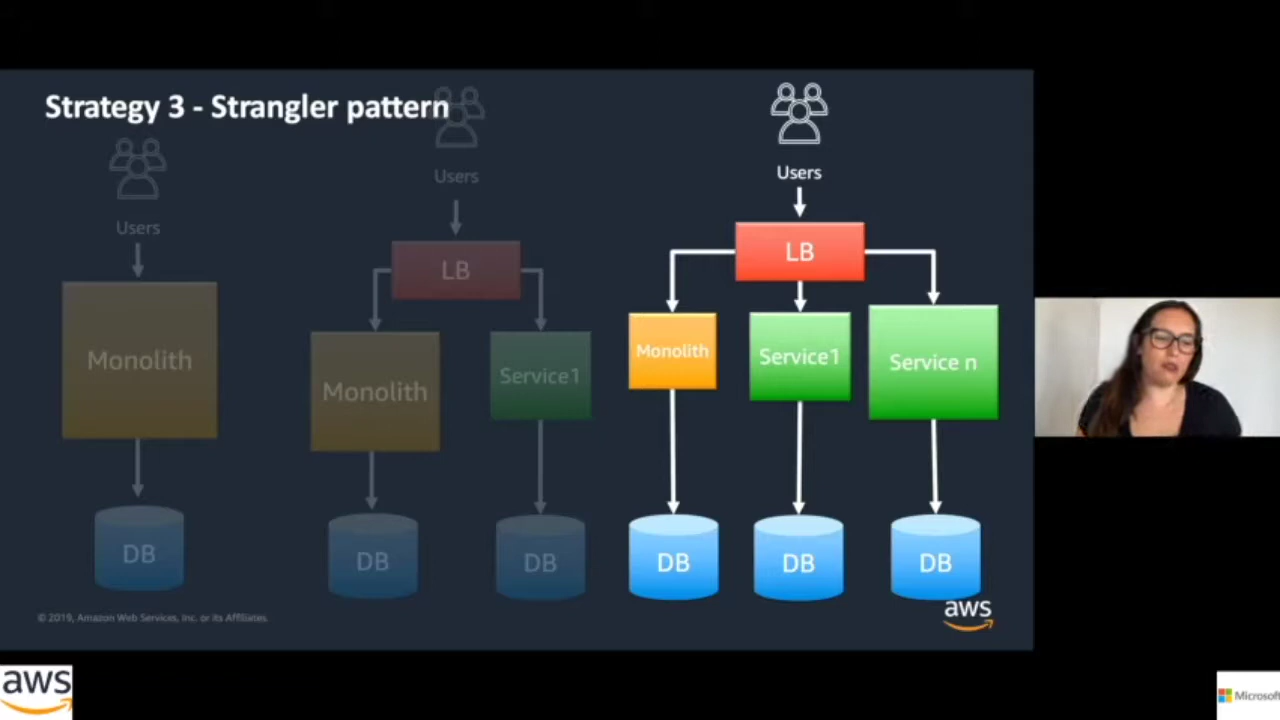 Strategy 3 - Strangler pattern
Users
Monolith
DB
Users
LB
Monolith
Service1
DB
DB
Users
LB
Monolith
Service1
Service n
DB
DB
DB
© 2019, Amazon Web Services, Inc. or its Affiliates.
aws
aws
Microsoft